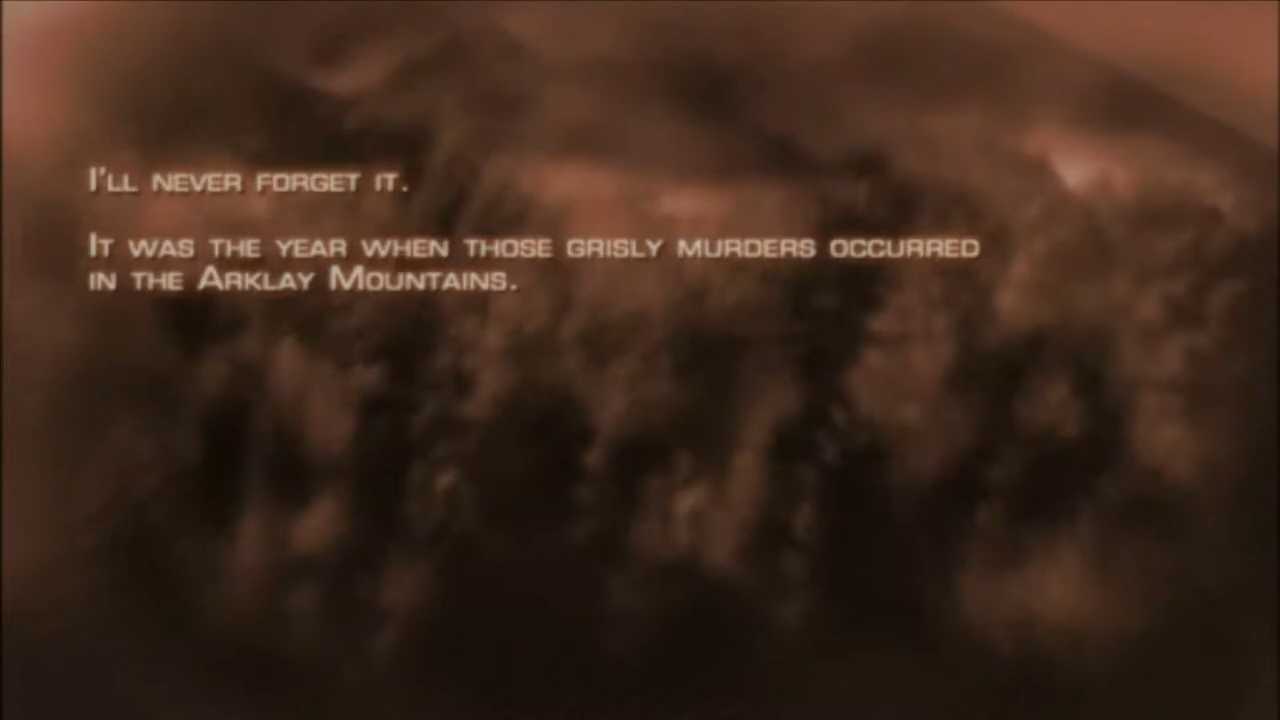 I'll never forget it.
It was the year when those grisly murders occurred
in the Arklay Mountains.